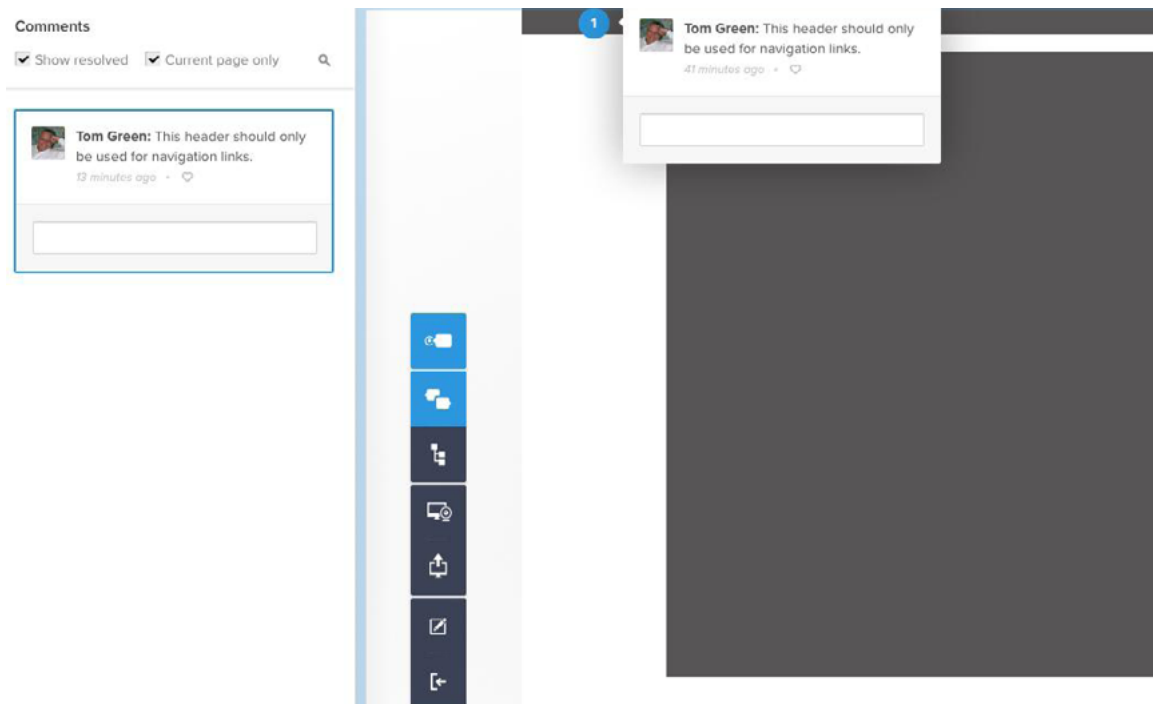 Comments
Show resolved Current page only
Tom Green: This header should only
be used for navigation links.
13 minutes ago
1
Tom Green: This header should only
be used for navigation links.
41 minutes ago